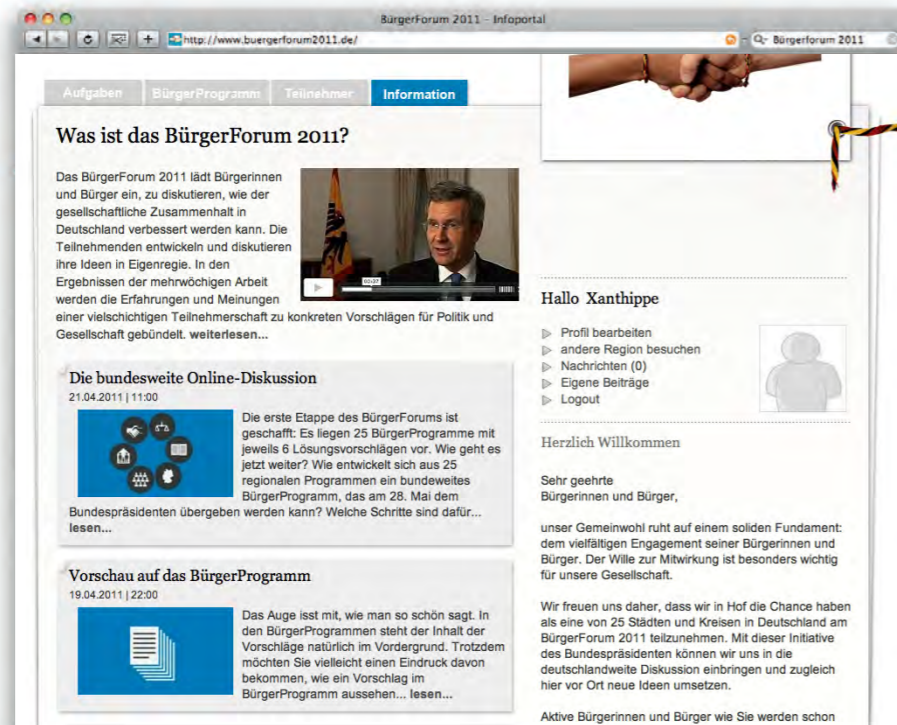 BürgerForum 2011 – Infoportal
http://www.buergerforum2011.de/
Bürgerforum 2011
Aufgaben
BürgerProgramm
Teilnehmer
Information
Was ist das BürgerForum 2011?
Das BürgerForum 2011 lädt Bürgerinnen
und Bürger ein, zu diskutieren, wie der
gesellschaftliche Zusammenhalt in
Deutschland verbessert werden kann. Die
Teilnehmenden entwickeln und diskutieren
ihre Ideen in Eigenregie. In den
Ergebnissen der mehrwöchigen Arbeit
werden die Erfahrungen und Meinungen
einer vielschichtigen Teilnehmerschaft zu konkreten Vorschlägen für Politik und
Gesellschaft gebündelt. weiterlesen...
00:07
Die bundesweite Online-Diskussion
21.04.2011 | 11:00
Die erste Etappe des BürgerForums ist
geschafft: Es liegen 25 BürgerProgramme mit
jeweils 6 Lösungsvorschlägen vor. Wie geht es
jetzt weiter? Wie entwickelt sich aus 25
regionalen Programmen ein bundeweites
BürgerProgramm, das am 28. Mai dem
Bundespräsidenten übergeben werden kann? Welche Schritte sind dafür...
lesen...
Vorschau auf das BürgerProgramm
19.04.2011 | 22:00
Das Auge isst mit, wie man so schön sagt. In
den BürgerProgrammen steht der Inhalt der
Vorschläge natürlich im Vordergrund. Trotzdem
möchten Sie vielleicht einen Eindruck davon
bekommen, wie ein Vorschlag im
BürgerProgramm aussehen... lesen...
Hallo Xanthippe
Profil bearbeiten
andere Region besuchen
Nachrichten (0)
Eigene Beiträge
Logout
Herzlich Willkommen
Sehr geehrte
Bürgerinnen und Bürger,
unser Gemeinwohl ruht auf einem soliden Fundament:
dem vielfältigen Engagement seiner Bürgerinnen und
Bürger. Der Wille zur Mitwirkung ist besonders wichtig
für unsere Gesellschaft.
Wir freuen uns daher, dass wir in Hof die Chance haben
als eine von 25 Städten und Kreisen in Deutschland am
BürgerForum 2011 teilzunehmen. Mit dieser Initiative
des Bundespräsidenten können wir uns in die
deutschlandweite Diskussion einbringen und zugleich
hier vor Ort neue Ideen umsetzen.
Aktive Bürgerinnen und Bürger wie Sie werden schon